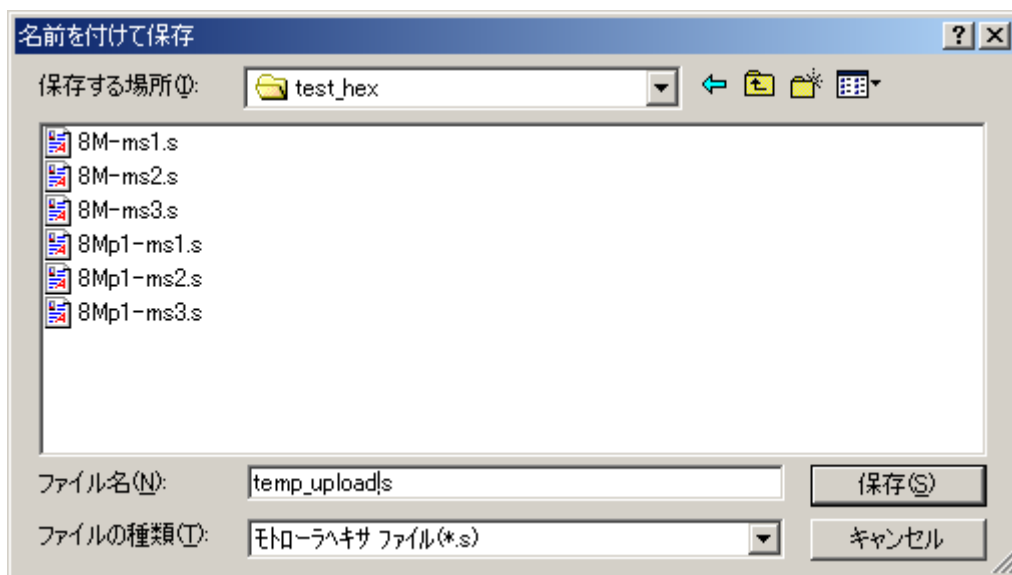 名前を付けて保存
保存する場所(I): test_hex
8M-ms1.s
8M-ms2.s
8M-ms3.s
8Mp1-ms1.s
8Mp1-ms2.s
8Mp1-ms3.s
ファイル名(N): temp_upload.s 保存(S)
ファイルの種類(T): モトローラヘキサ ファイル(*.s) キャンセル